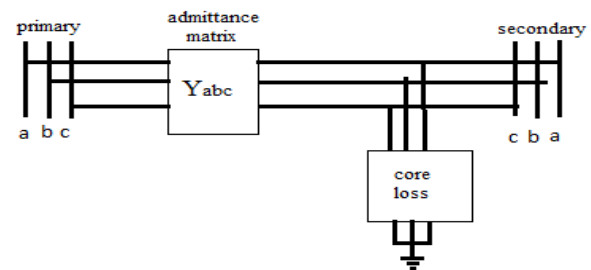 primary
admittance
matrix
secondary
Yabc
a b c
c b a
core
loss